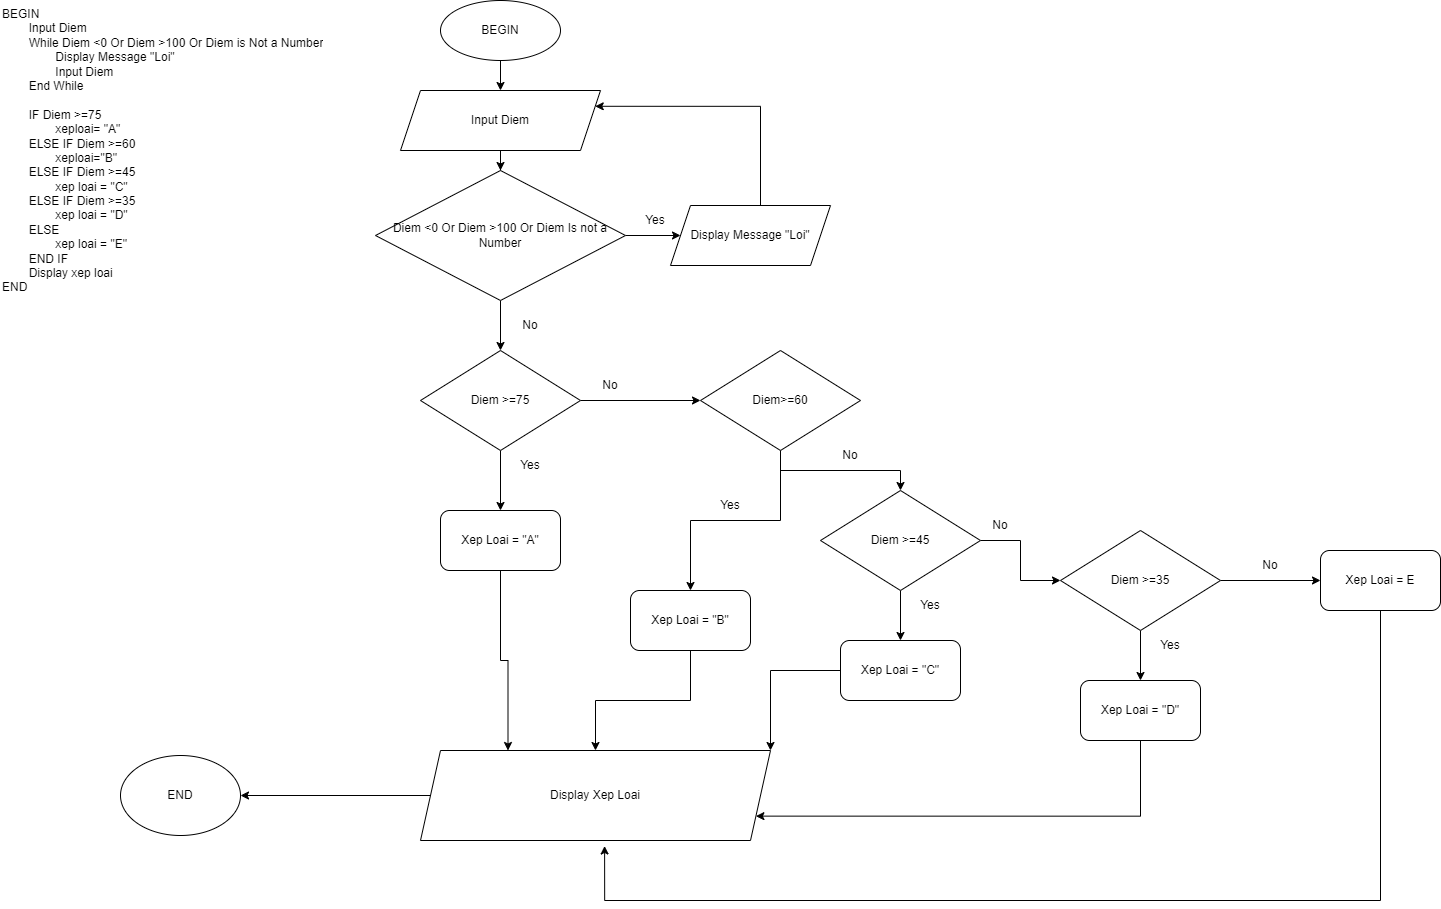 BEGIN
Input Diem
While Diem <0 Or Diem >100 Or Diem is Not a Number
Display Message "Loi"
Input Diem
End While
IF Diem >=75
xeploai= "A"
ELSE IF Diem >=60
xeploai="B"
ELSE IF Diem >=45
xep loai = "C"
ELSE IF Diem >=35
xep loai = "D"
ELSE
xep loai = "E"
END IF
Display xep loai
END
BEGIN
Input Diem
Diem <0 Or Diem >100 Or Diem Is not a
Number
Yes
Display Message "Loi"
No
Diem >=75
No
Diem>=60
Yes
No
Yes
Xep Loai = "A"
Diem >=45
No
Diem >=35
No
Xep Loai = E
Xep Loai = "B"
Yes
Xep Loai = "C"
Yes
Xep Loai = "D"
END
Display Xep Loai